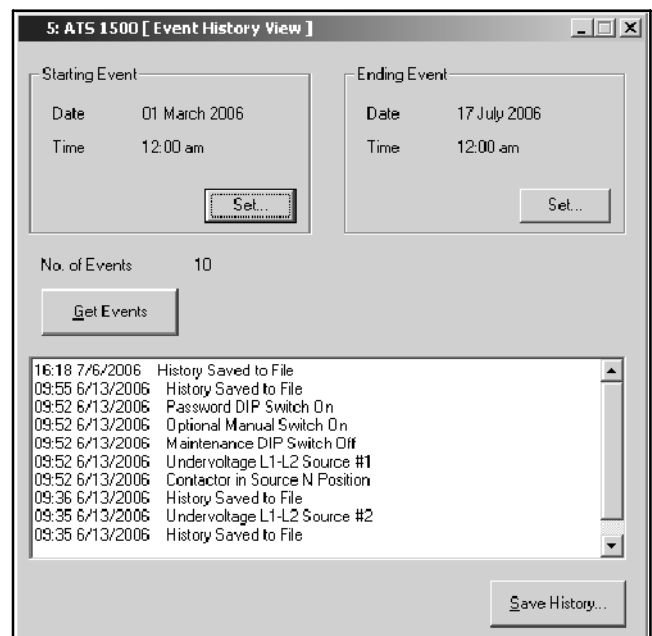 5: ATS 1500 [ Event History View ]
Starting Event
Date 01 March 2006
Time 12:00 am
Set...
Ending Event
Date 17 July 2006
Time 12:00 am
Set...
No. of Events 10
Get Events
16:18 7/6/2006 History Saved to File
09:55 6/13/2006 History Saved to File
09:52 6/13/2006 Password DIP Switch On
09:52 6/13/2006 Optional Manual Switch On
09:52 6/13/2006 Maintenance DIP Switch Off
09:52 6/13/2006 Undervoltage L1-L2 Source #1
09:52 6/13/2006 Contactor in Source N Position
09:36 6/13/2006 History Saved to File
09:35 6/13/2006 Undervoltage L1-L2 Source #2
09:35 6/13/2006 History Saved to File
Save History...